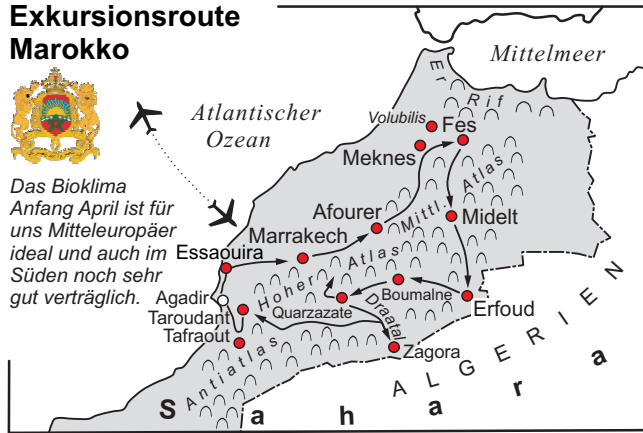 Exkursionsroute
Marokko
Mittelmeer
Er Rif
Atlantischer
Ozean
Volubilis
Fes
Meknes
Das Bioklima
Anfang April ist für
uns Mitteleuropäer
ideal und auch im
Süden noch sehr
gut verträglich.
Mittl. Atlas
Afourer
Midelt
Marrakech
Essaouira
Hoher Atlas
Agadir
Taroudant
Tafraout
Quarzazate
Boumalne
Erfoud
Draatal
Zagora
Antiatlas
ALGERIEN
Sahara